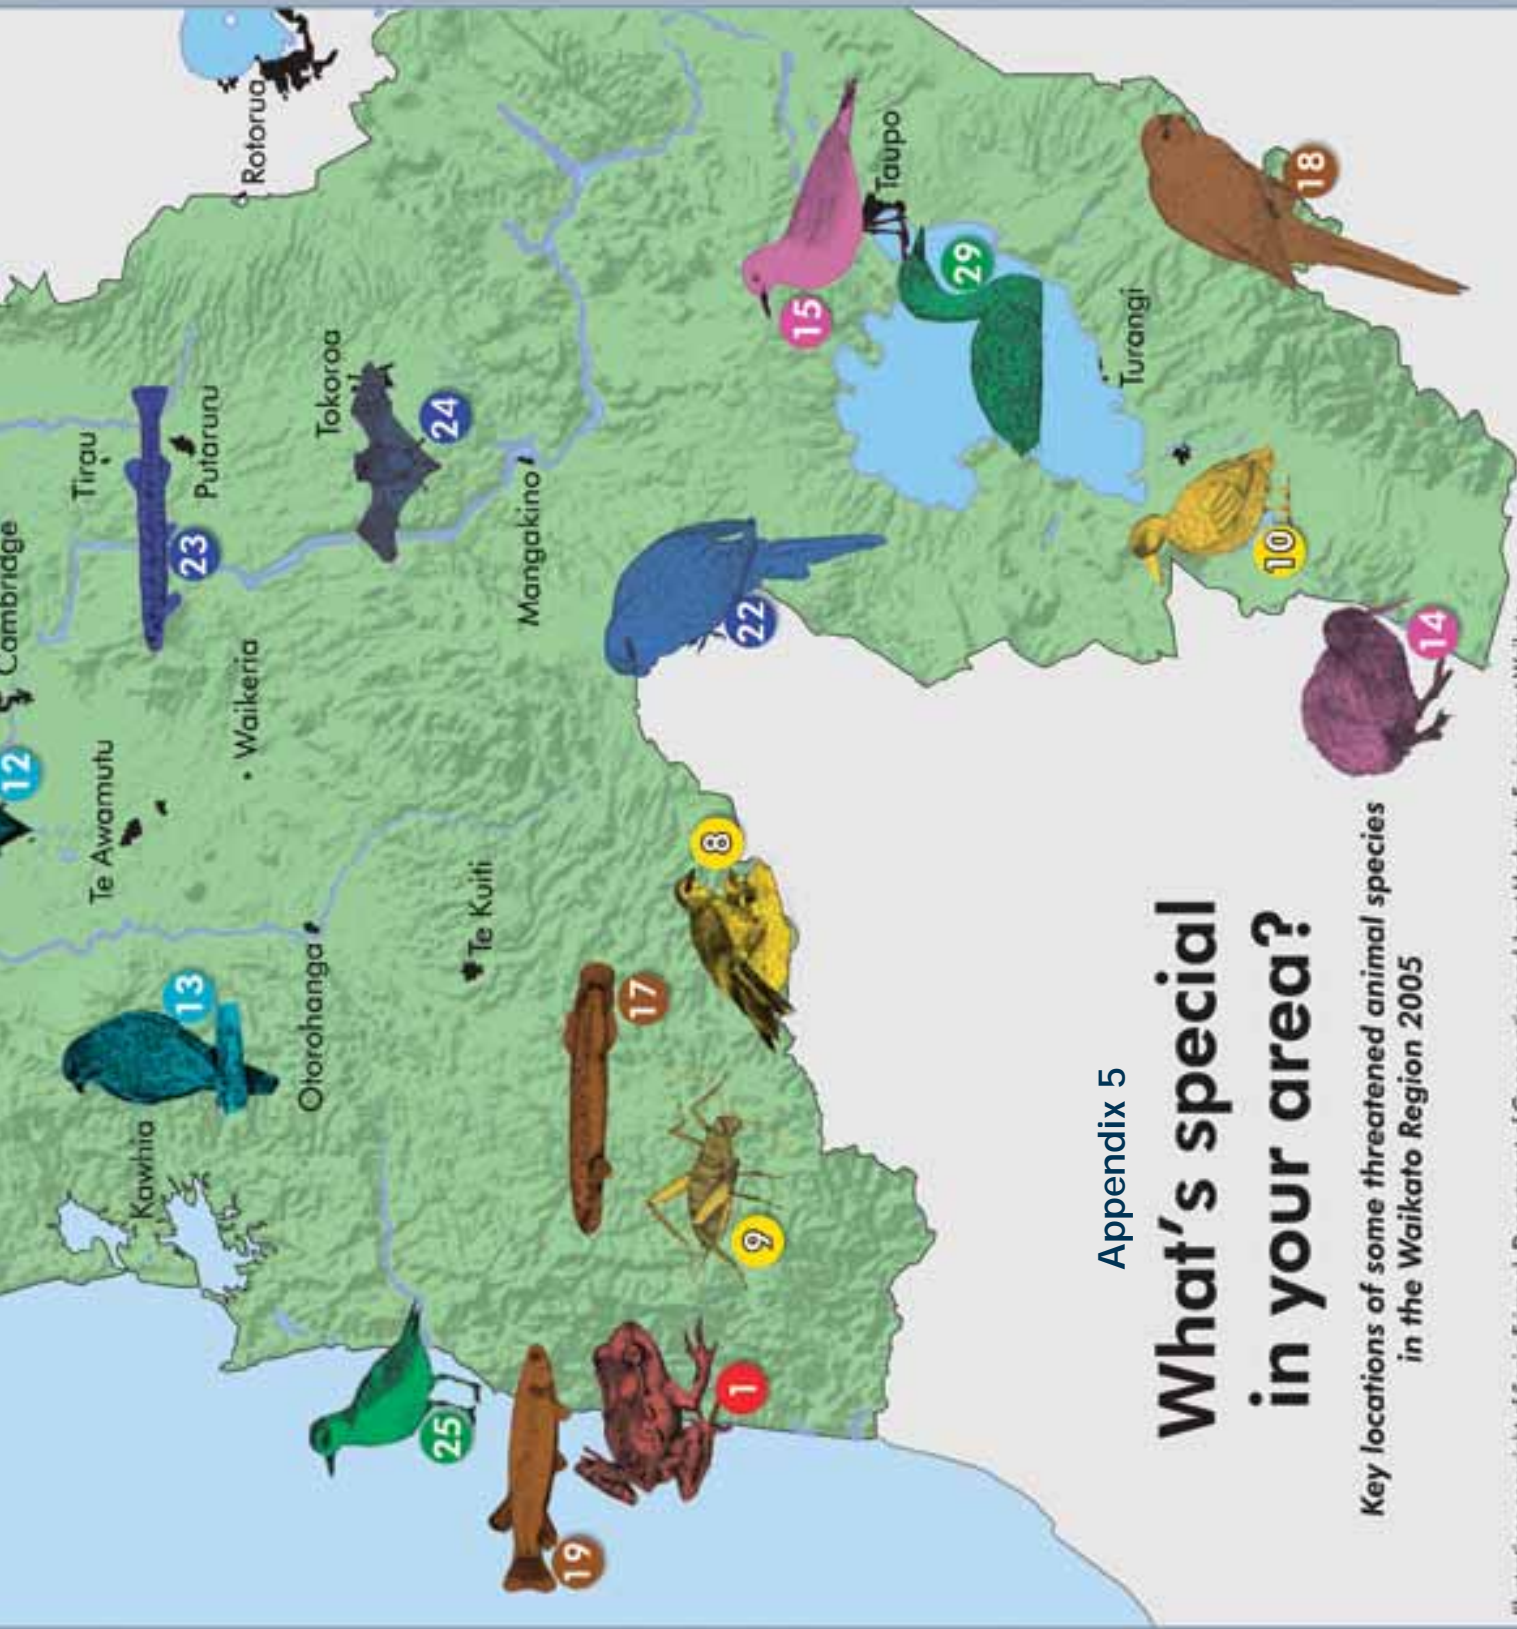 Cambridge
12
Tirau
Te Awamutu
Kawhia
13
23
Putaruru
Rotorua
Waikeria
Otorohanga
Tokoroa
24
25
Te Kuiti
Mangakino
19
17
8
22
1
9
15
Taupo
29
Appendix 5
Turangi
What's special
in your area?
10
18
Key locations of some threatened animal species
in the Waikato Region 2005
14